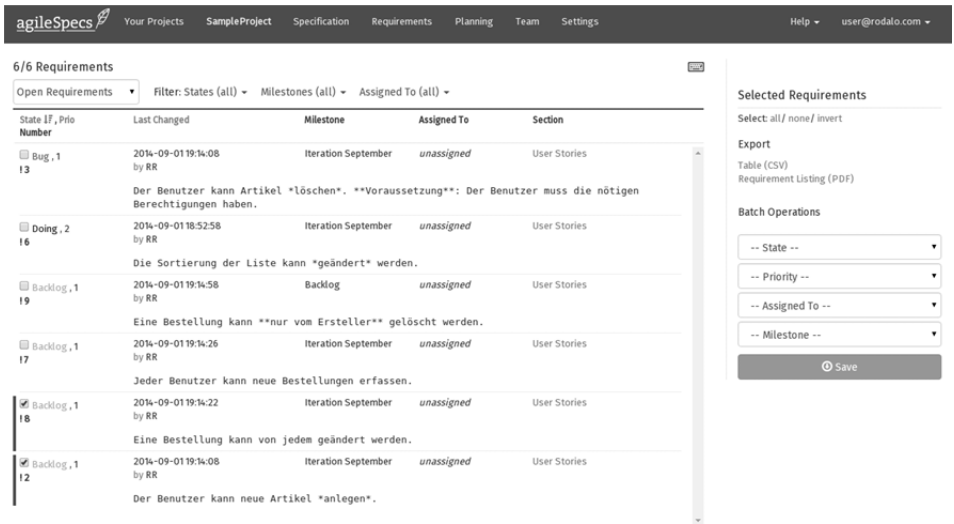 agileSpecs Your Projects SampleProject Specification Requirements Planning Team Settings Help user@rodalo.com
6/6 Requirements
Open Requirements Filter: States (all) Milestones (all) Assigned To (all)
State , Prio Last Changed Milestone Assigned To Section
Number
Bug , 1 2014-09-01 19:14:08 Iteration September unassigned User Stories
!3 by RR
Der Benutzer kann Artikel *löschen*. **Voraussetzung**: Der Benutzer muss die nötigen
Berechtigungen haben.
Doing , 2 2014-09-01 18:52:58 Iteration September unassigned User Stories
!6 by RR
Die Sortierung der Liste kann *geändert* werden.
Backlog , 1 2014-09-01 19:14:58 Backlog unassigned User Stories
!9 by RR
Eine Bestellung kann **nur vom Ersteller** gelöscht werden.
Backlog , 1 2014-09-01 19:14:26 Iteration September unassigned User Stories
!7 by RR
Jeder Benutzer kann neue Bestellungen erfassen.
Backlog , 1 2014-09-01 19:14:22 Iteration September unassigned User Stories
!8 by RR
Eine Bestellung kann von jedem geändert werden.
Backlog , 1 2014-09-01 19:14:08 Iteration September unassigned User Stories
!2 by RR
Der Benutzer kann neue Artikel *anlegen*.
Selected Requirements
Select: all/ none/ invert
Export
Table (CSV)
Requirement Listing (PDF)
Batch Operations
-- State --
-- Priority --
-- Assigned To --
-- Milestone --
Save